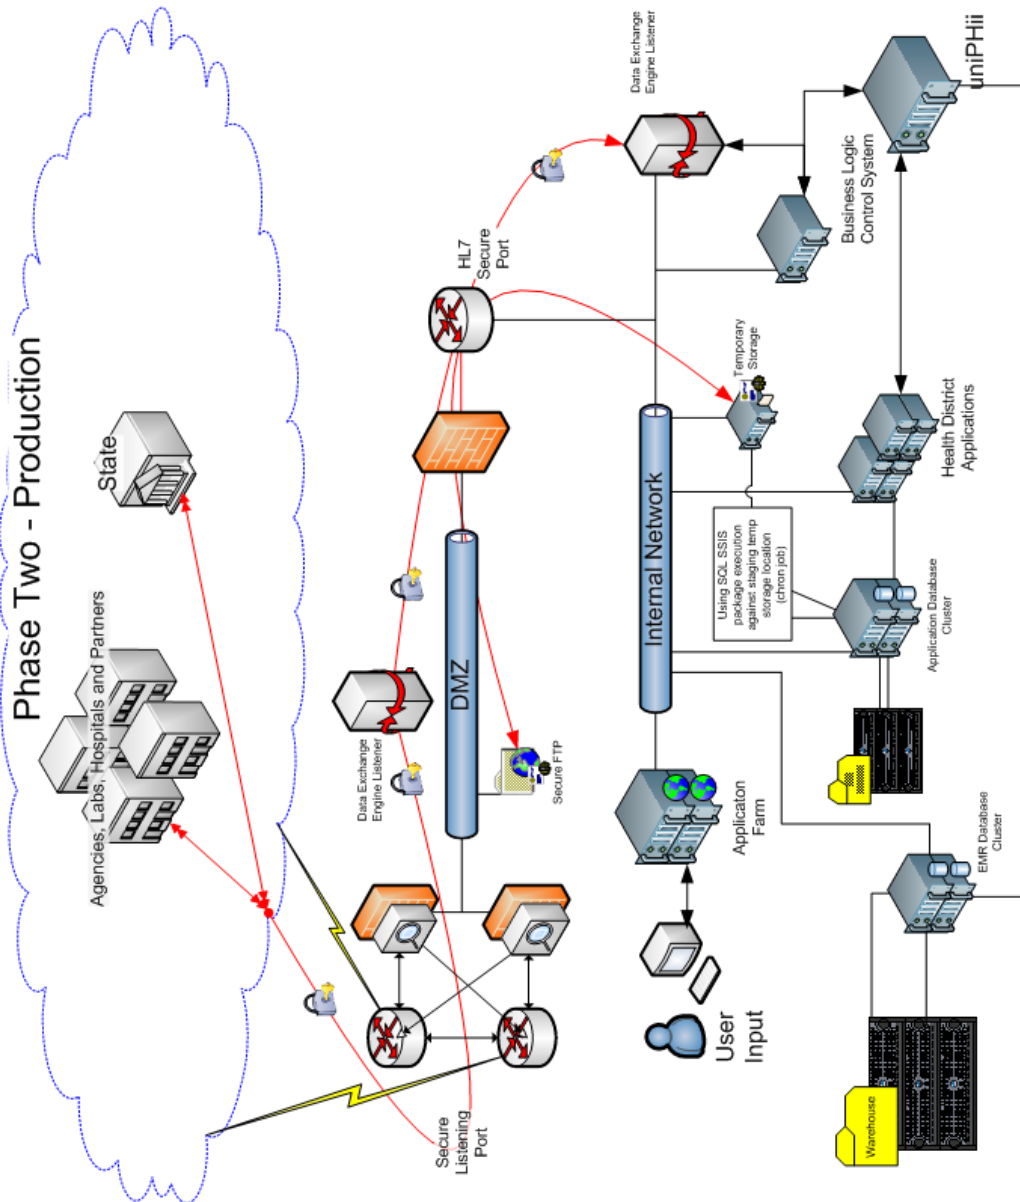 Phase Two - Production
Agencies, Labs, Hospitals and Partners
State
Secure
Listening
Port
Data Exchange
Engine Listener
DMZ
Secure FTP
HL7
Secure
Port
Data Exchange
Engine Listener
User
Input
Applicaton
Farm
Internal Network
Using SQL SSIS
package execution
against staging temp
storage location
(chron job)
Temporary
Storage
Business Logic
Control System
Warehouse
EMR Database
Cluster
Application Database
Cluster
Health District
Applications
uniPHii